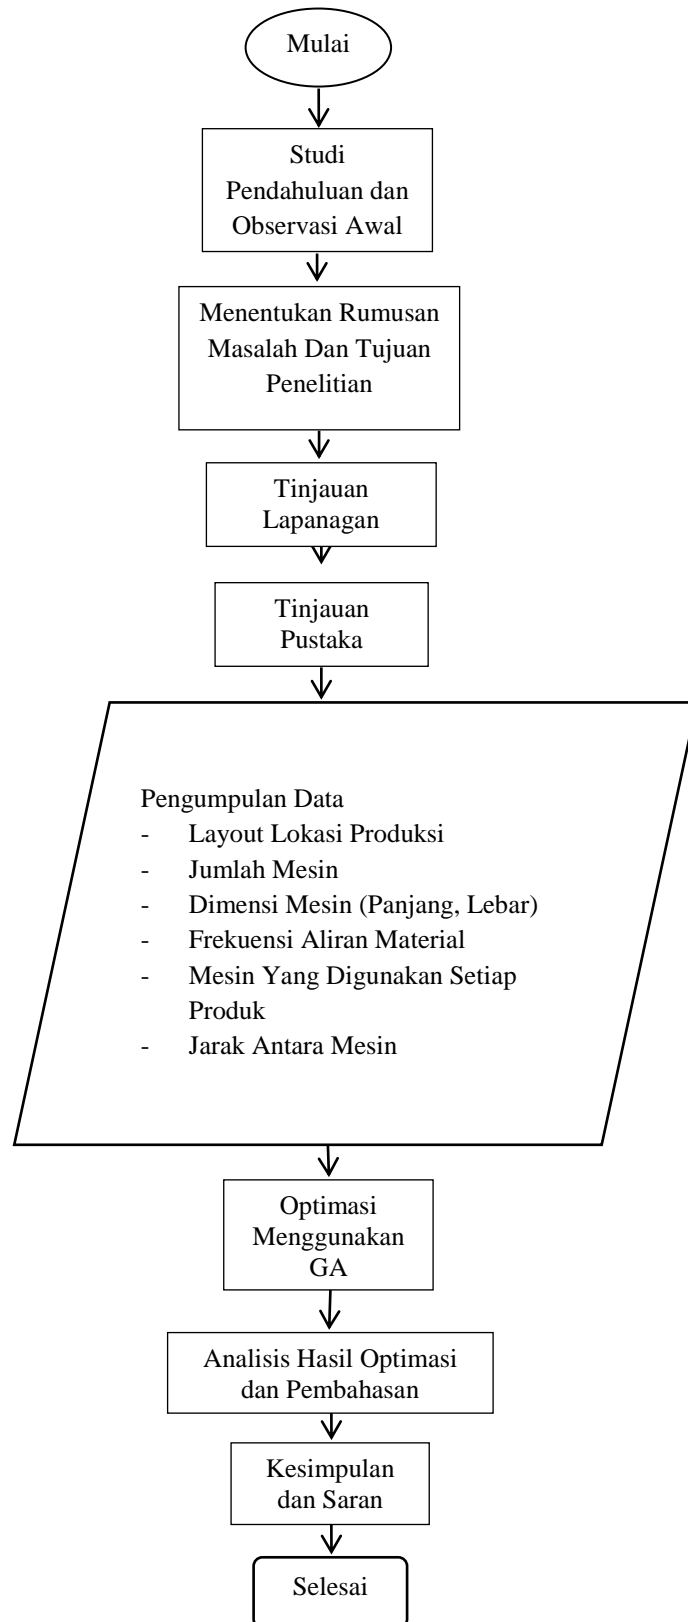 Mulai
Studi
Pendahuluan dan
Observasi Awal
Menentukan Rumusan
Masalah Dan Tujuan
Penelitian
Tinjauan
Lapanagan
Tinjauan
Pustaka
Pengumpulan Data
- Layout Lokasi Produksi
- Jumlah Mesin
- Dimensi Mesin (Panjang, Lebar)
- Frekuensi Aliran Material
- Mesin Yang Digunakan Setiap
Produk
- Jarak Antara Mesin
Optimasi
Menggunakan
GA
Analisis Hasil Optimasi
dan Pembahasan
Kesimpulan
dan Saran
Selesai